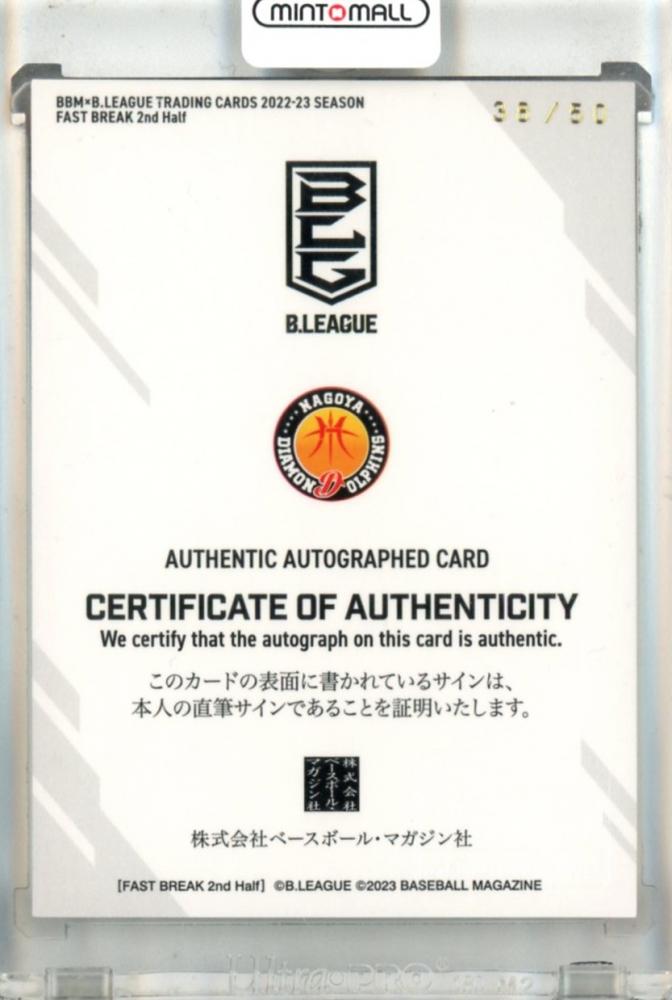 MINTMALL
BBM×B.LEAGUE TRADING CARDS 2022-23 SEASON
FAST BREAK 2nd Half
38/50
BLG
B.LEAGUE
NAGOYA
DIAMOND DOLPHINS
AUTHENTIC AUTOGRAPHED CARD
CERTIFICATE OF AUTHENTICITY
We certify that the autograph on this card is authentic.
このカードの表面に書かれているサインは、
本人の直筆サインであることを証明いたします。
株式会社
ベースボール・
マガジン社
株式会社ベースボール・マガジン社
[FAST BREAK 2nd Half] ©B.LEAGUE ©2023 BASEBALL MAGAZINE
Ultra PRO